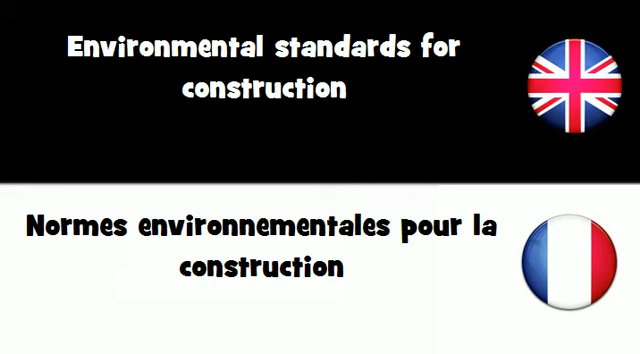 Environmental standards for
construction
Normes environnementales pour la
construction